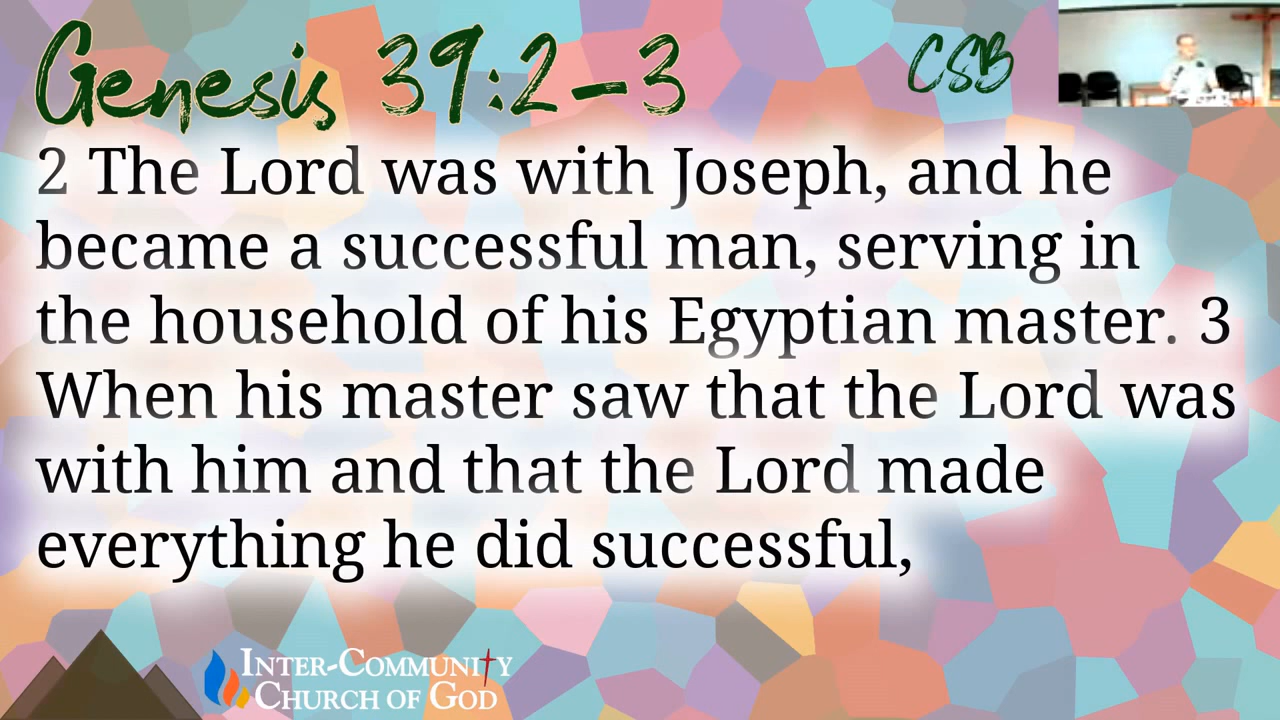 Genesis 39:2-3
CSB
2 The Lord was with Joseph, and he
became a successful man, serving in
the household of his Egyptian master. 3
When his master saw that the Lord was
with him and that the Lord made
everything he did successful,
INTER-COMMUNITY
CHURCH OF GOD